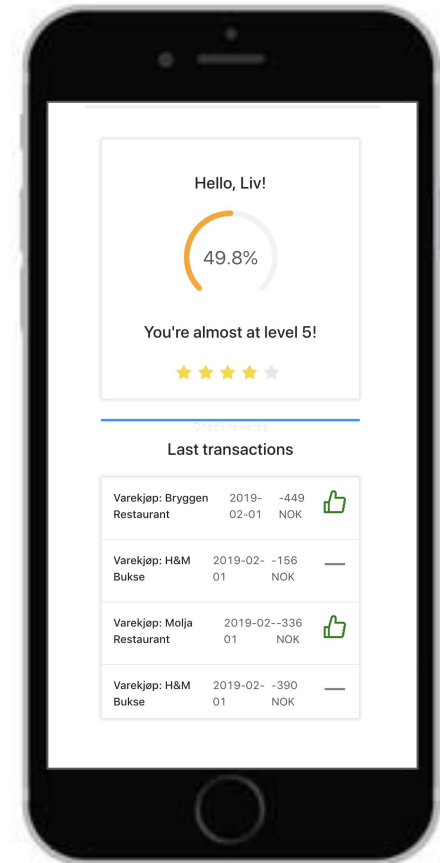 Hello, Liv!
49.8%
You're almost at level 5!
Check rewards
Last transactions
Varekjøp: Bryggen 2019- -449
Restaurant 02-01 NOK
Varekjøp: H&M 2019-02- -156
Bukse 01 NOK
Varekjøp: Molja 2019-02--336
Restaurant 01 NOK
Varekjøp: H&M 2019-02- -390
Bukse 01 NOK